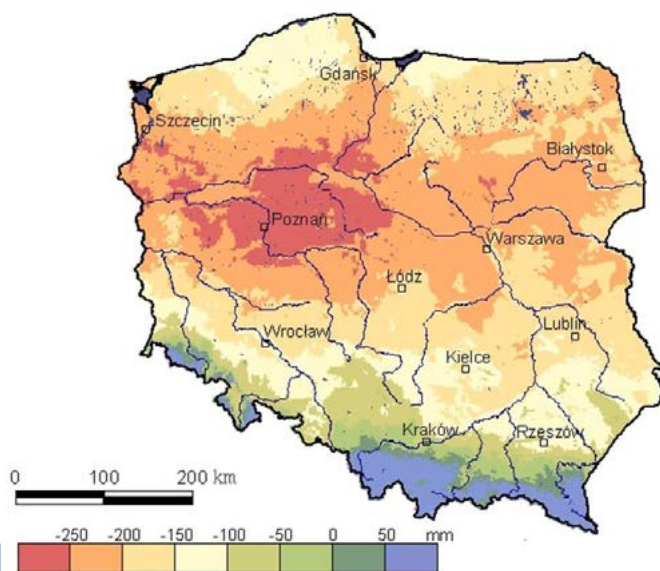 Gdańsk
Szczecin
Białystok
Poznań
Warszawa
Łódź
Wrocław
Lublin
Kielce
Kraków
Rzeszów
0 100 200 km
-250 -200 -150 -100 -50 0 50 mm